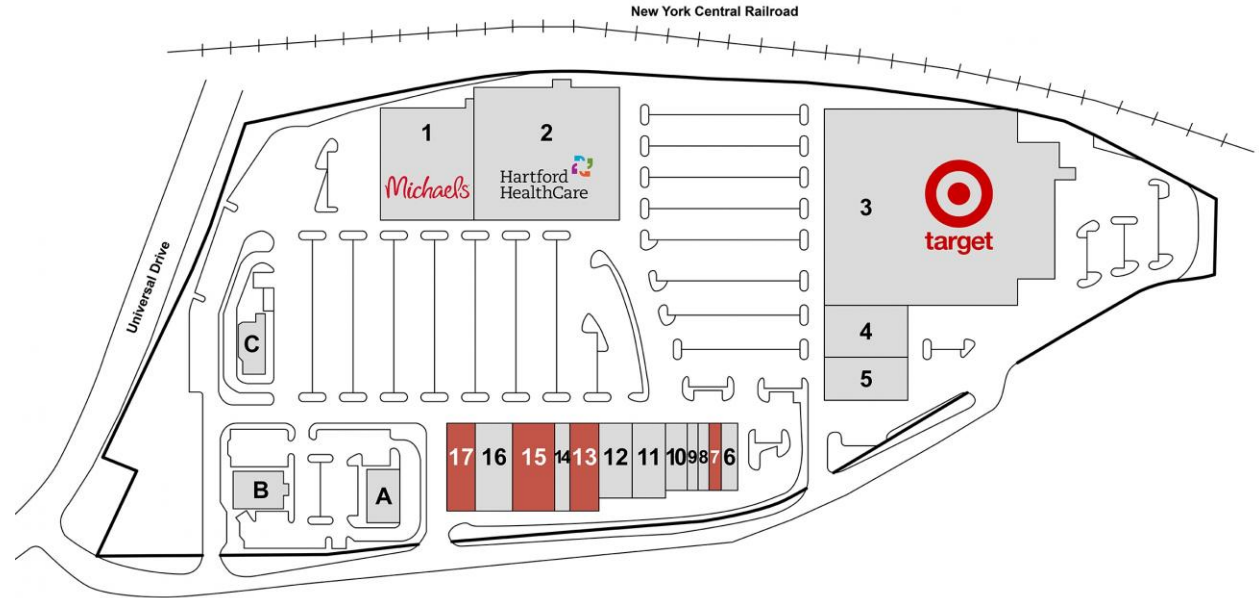 New York Central Railroad
Universal Drive
1
Michaels
2
Hartford
HealthCare
3
target
4
5
C
B
A
17
16
15
14
13
12
11
10
9
8
7
6